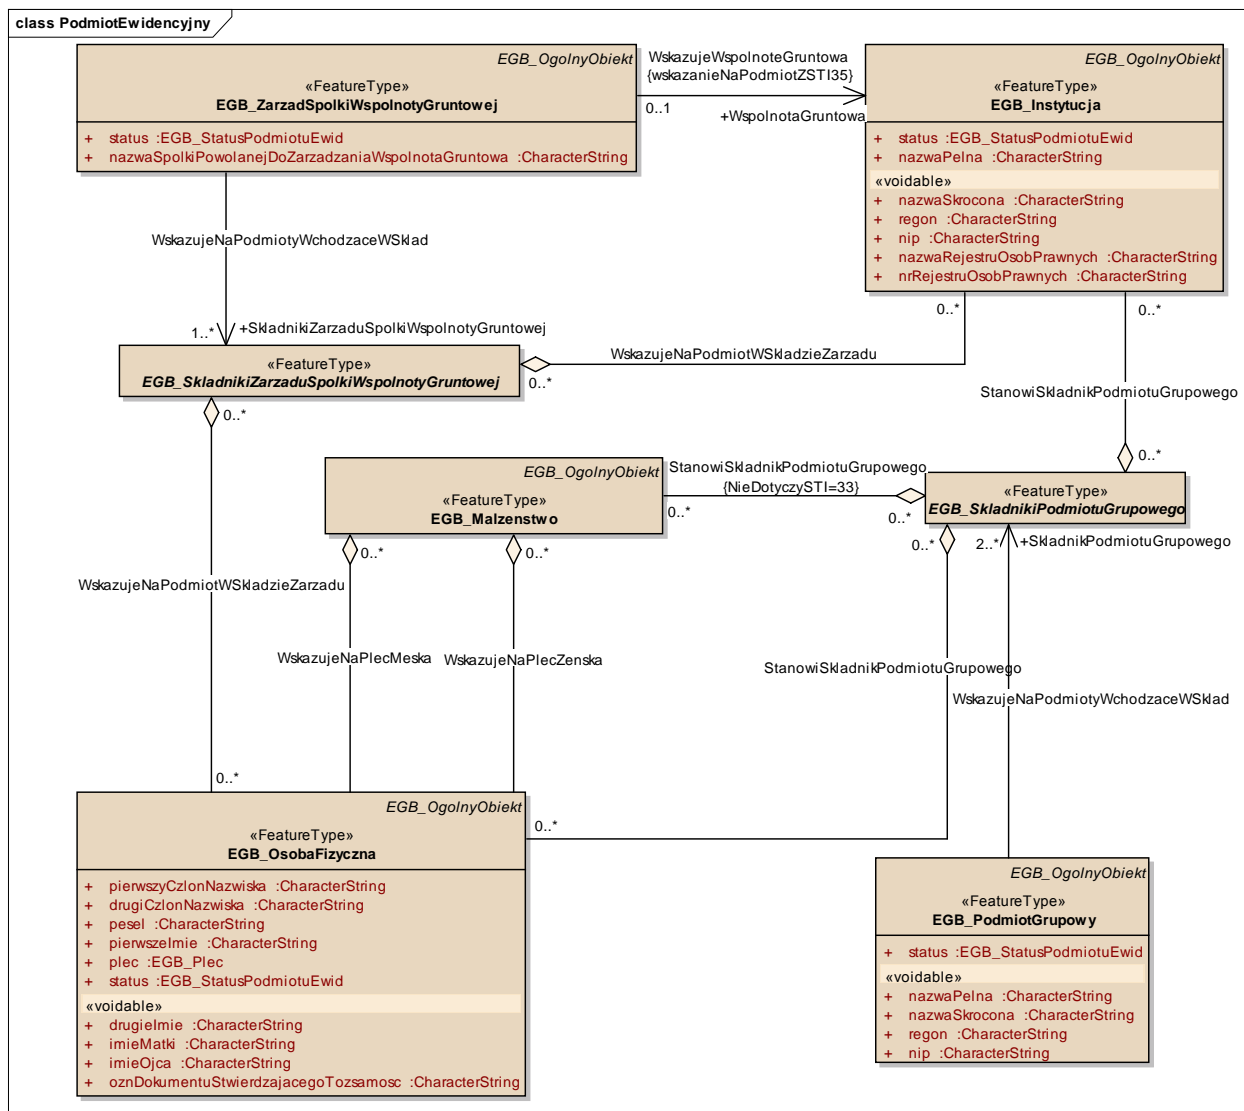 class PodmiotEwidencyjny
EGB_OgolnyObiekt
«FeatureType»
EGB_ZarzadSpolkiWspolnotyGruntowej
+ status :EGB_StatusPodmiotuEwid
+ nazwaSpolkiPowolanejDoZarzadzaniaWspolnotaGruntowa :CharacterString
WskazujeWspolnoteGruntowa
{wskazanieNaPodmiotZSTI35}
0..1
+WspolnotaGruntowa
EGB_OgolnyObiekt
«FeatureType»
EGB_Instytucja
+ status :EGB_StatusPodmiotuEwid
+ nazwaPelna :CharacterString
«voidable»
+ nazwaSkrocona :CharacterString
+ regon :CharacterString
+ nip :CharacterString
+ nazwaRejestruOsobPrawnych :CharacterString
+ nrRejestruOsobPrawnych :CharacterString
WskazujeNaPodmiotyWchodzaceWSklad
1..*
+SkladnikiZarzaduSpolkiWspolnotyGruntowej
0..*
0..*
«FeatureType»
EGB_SkladnikiZarzaduSpolkiWspolnotyGruntowej
WskazujeNaPodmiotWSkladzieZarzadu
0..*
0..*
StanowiSkladnikPodmiotuGrupowego
0..*
EGB_OgolnyObiekt
«FeatureType»
EGB_Malzenstwo
StanowiSkladnikPodmiotuGrupowego
{NieDotyczySTI=33}
0..*
0..*
«FeatureType»
EGB_SkladnikiPodmiotuGrupowego
0..*
2..*
+SkladnikPodmiotuGrupowego
0..*
0..*
WskazujeNaPodmiotWSkladzieZarzadu
WskazujeNaPlecMeska
WskazujeNaPlecZenska
StanowiSkladnikPodmiotuGrupowego
WskazujeNaPodmiotyWchodzaceWSklad
0..*
0..*
EGB_OgolnyObiekt
«FeatureType»
EGB_OsobaFizyczna
+ pierwszyCzlonNazwiska :CharacterString
+ drugiCzlonNazwiska :CharacterString
+ pesel :CharacterString
+ pierwszeImie :CharacterString
+ plec :EGB_Plec
+ status :EGB_StatusPodmiotuEwid
«voidable»
+ drugieImie :CharacterString
+ imieMatki :CharacterString
+ imieOjca :CharacterString
+ oznDokumentuStwierdzajacegoTozsamosc :CharacterString
EGB_OgolnyObiekt
«FeatureType»
EGB_PodmiotGrupowy
+ status :EGB_StatusPodmiotuEwid
«voidable»
+ nazwaPelna :CharacterString
+ nazwaSkrocona :CharacterString
+ regon :CharacterString
+ nip :CharacterString